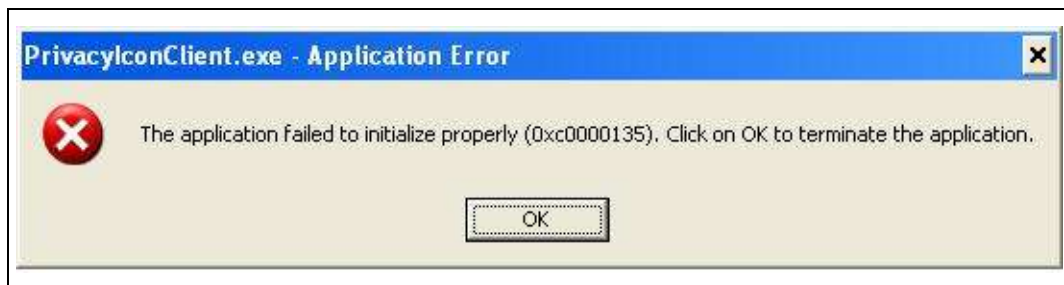 PrivacyIconClient.exe - Application Error
The application failed to initialize properly (0xc0000135). Click on OK to terminate the application.
OK